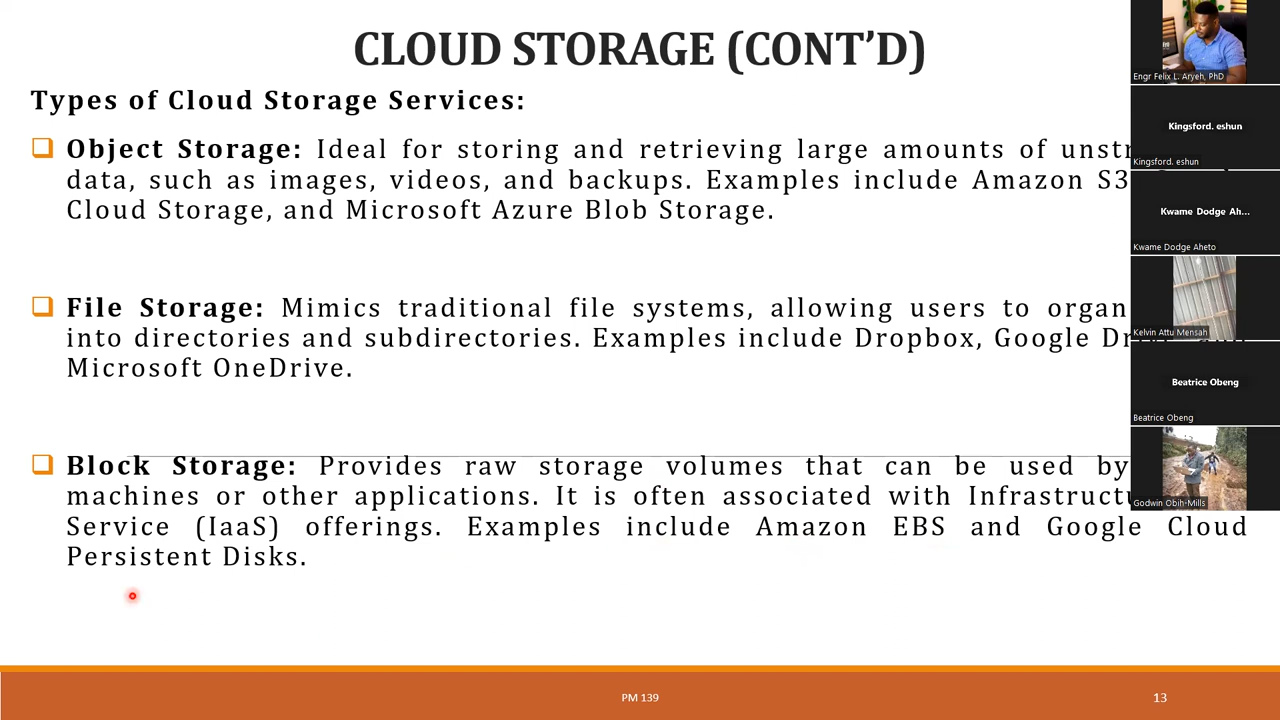 CLOUD STORAGE (CONT’D)
Types of Cloud Storage Services:
Object Storage: Ideal for storing and retrieving large amounts of
data, such as images, videos, and backups. Examples include Amazon S3
Cloud Storage, and Microsoft Azure Blob Storage.
File Storage: Mimics traditional file systems, allowing users to
into directories and subdirectories. Examples include Dropbox, Google
Microsoft OneDrive.
Block Storage: Provides raw storage volumes that can be used by
machines or other applications. It is often associated with
Service (IaaS) offerings. Examples include Amazon EBS and Google Cloud
Persistent Disks.
PM 139
13
Engr Felix L. Aryeh, PhD
Kingsford. eshun
Kingsford. eshun
Kwame Dodge Ah...
Kwame Dodge Aheto
Kelvin Attu Mensah
Beatrice Obeng
Beatrice Obeng
Godwin Obih-Mills